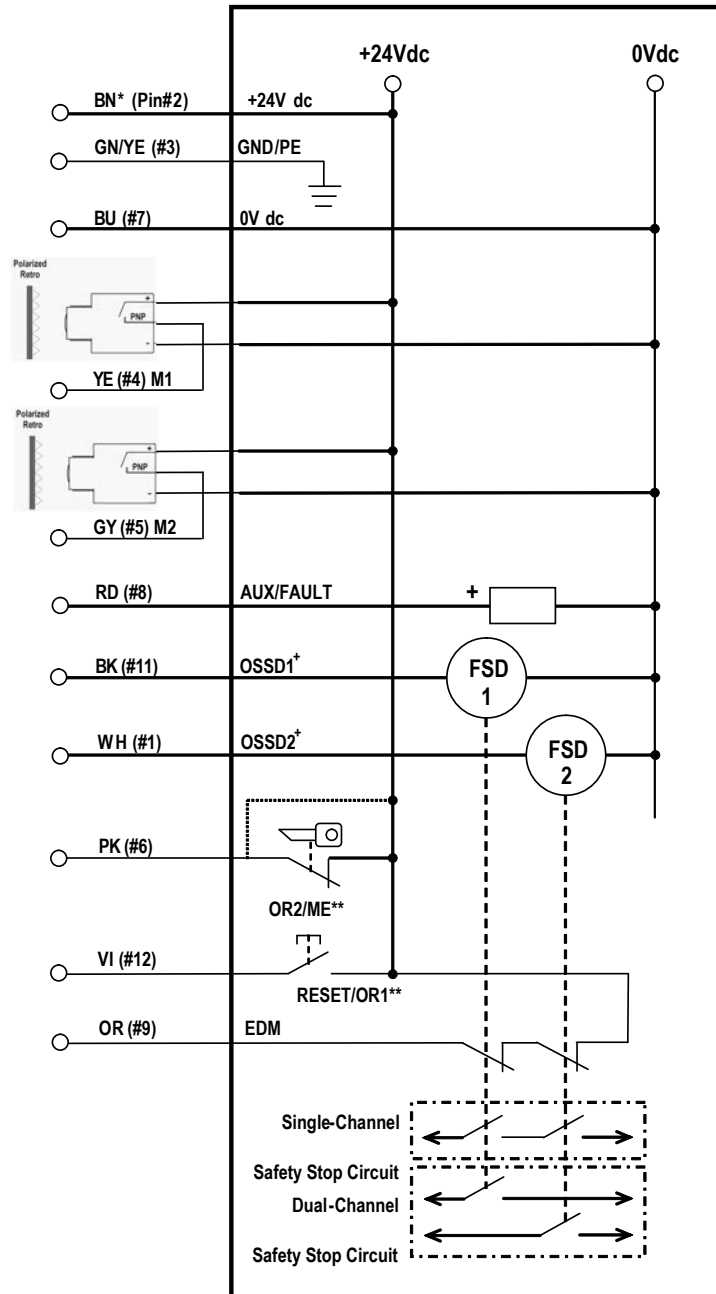 +24Vdc 0Vdc
BN* (Pin#2) +24V dc
GN/YE (#3) GND/PE
BU (#7) 0V dc
Polarized
Retro
+
PNP
-
YE (#4) M1
Polarized
Retro
+
PNP
-
GY (#5) M2
RD (#8) AUX/FAULT +
BK (#11) OSSD1+ FSD
1
WH (#1) OSSD2+ FSD
2
PK (#6)
OR2/ME**
VI (#12)
RESET/OR1**
OR (#9) EDM
Single-Channel
Safety Stop Circuit
Dual-Channel
Safety Stop Circuit